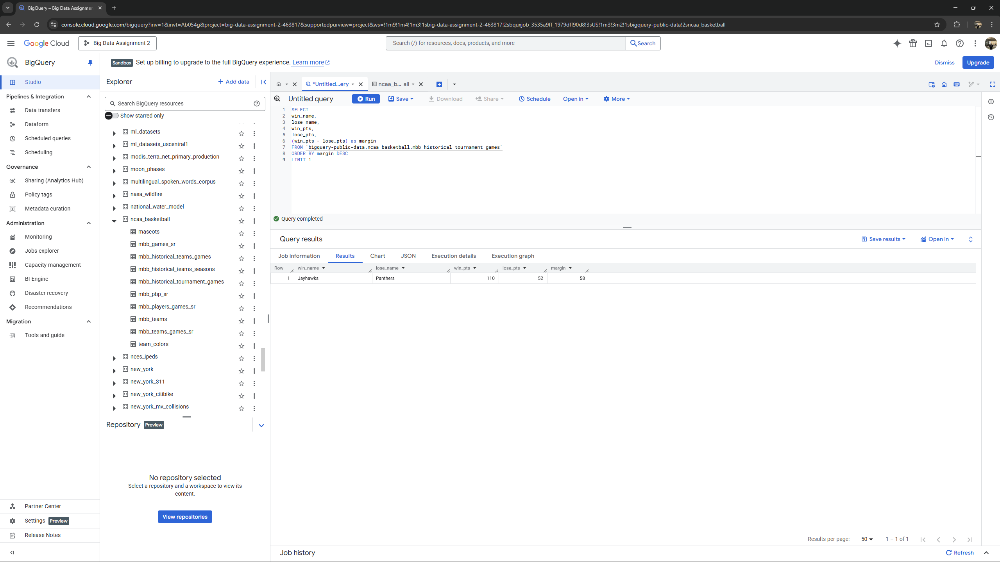 BigQuery – Big Data Assignmen
console.cloud.google.com/bigquery?inv=1&invt=Ab054g&project=big-data-assignment-2-463817&supportedpurview=project&ws=!1m9!1m4!1m3!1sbig-data-assignment-2-463817!2sbquxjob_3535a9ff_1979dff90d8!3sUS!1m3!3m2!1sbigquery-public-data!2sncaa_basketball
Google Cloud
Big Data Assignment 2
Search (/) for resources, docs, products, and more
Search
BigQuery
Sandbox Set up billing to upgrade to the full BigQuery experience. Learn more
Dismiss
Upgrade
Studio
Pipelines & Integration
Data transfers
Dataform
Scheduled queries
Scheduling
Governance
Sharing (Analytics Hub)
Policy tags
Metadata curation
Administration
Monitoring
Jobs explorer
Capacity management
BI Engine
Disaster recovery
Recommendations
Migration
Tools and guide
Partner Center
Settings Preview
Release Notes
Explorer
+ Add data
Search BigQuery resources
Show starred only
ml_datasets
ml_datasets_uscentral1
modis_terra_net_primary_production
moon_phases
multilingual_spoken_words_corpus
nasa_wildfire
national_water_model
ncaa_basketball
mascots
mbb_games_sr
mbb_historical_teams_games
mbb_historical_teams_seasons
mbb_historical_tournament_games
mbb_pbp_sr
mbb_players_games_sr
mbb_teams
mbb_teams_games_sr
team_colors
nces_ipeds
new_york
new_york_311
new_york_citibike
new_york_mv_collisions
Repository Preview
No repository selected
Select a repository and a workspace to view its
content.
View repositories
*Untitled...ery
ncaa_b... all
Untitled query
Run
Save
Download
Share
Schedule
Open in
More
1 SELECT
2 win_name,
3 lose_name,
4 win_pts,
5 lose_pts,
6 (win_pts - lose_pts) as margin
7 FROM `bigquery-public-data.ncaa_basketball.mbb_historical_tournament_games`
8 ORDER BY margin DESC
9 LIMIT 1
Query completed
Query results
Save results
Open in
Job information Results Chart JSON Execution details Execution graph
Row win_name lose_name win_pts lose_pts margin
1 Jayhawks Panthers 110 52 58
Results per page: 50 1 – 1 of 1
Job history
Refresh